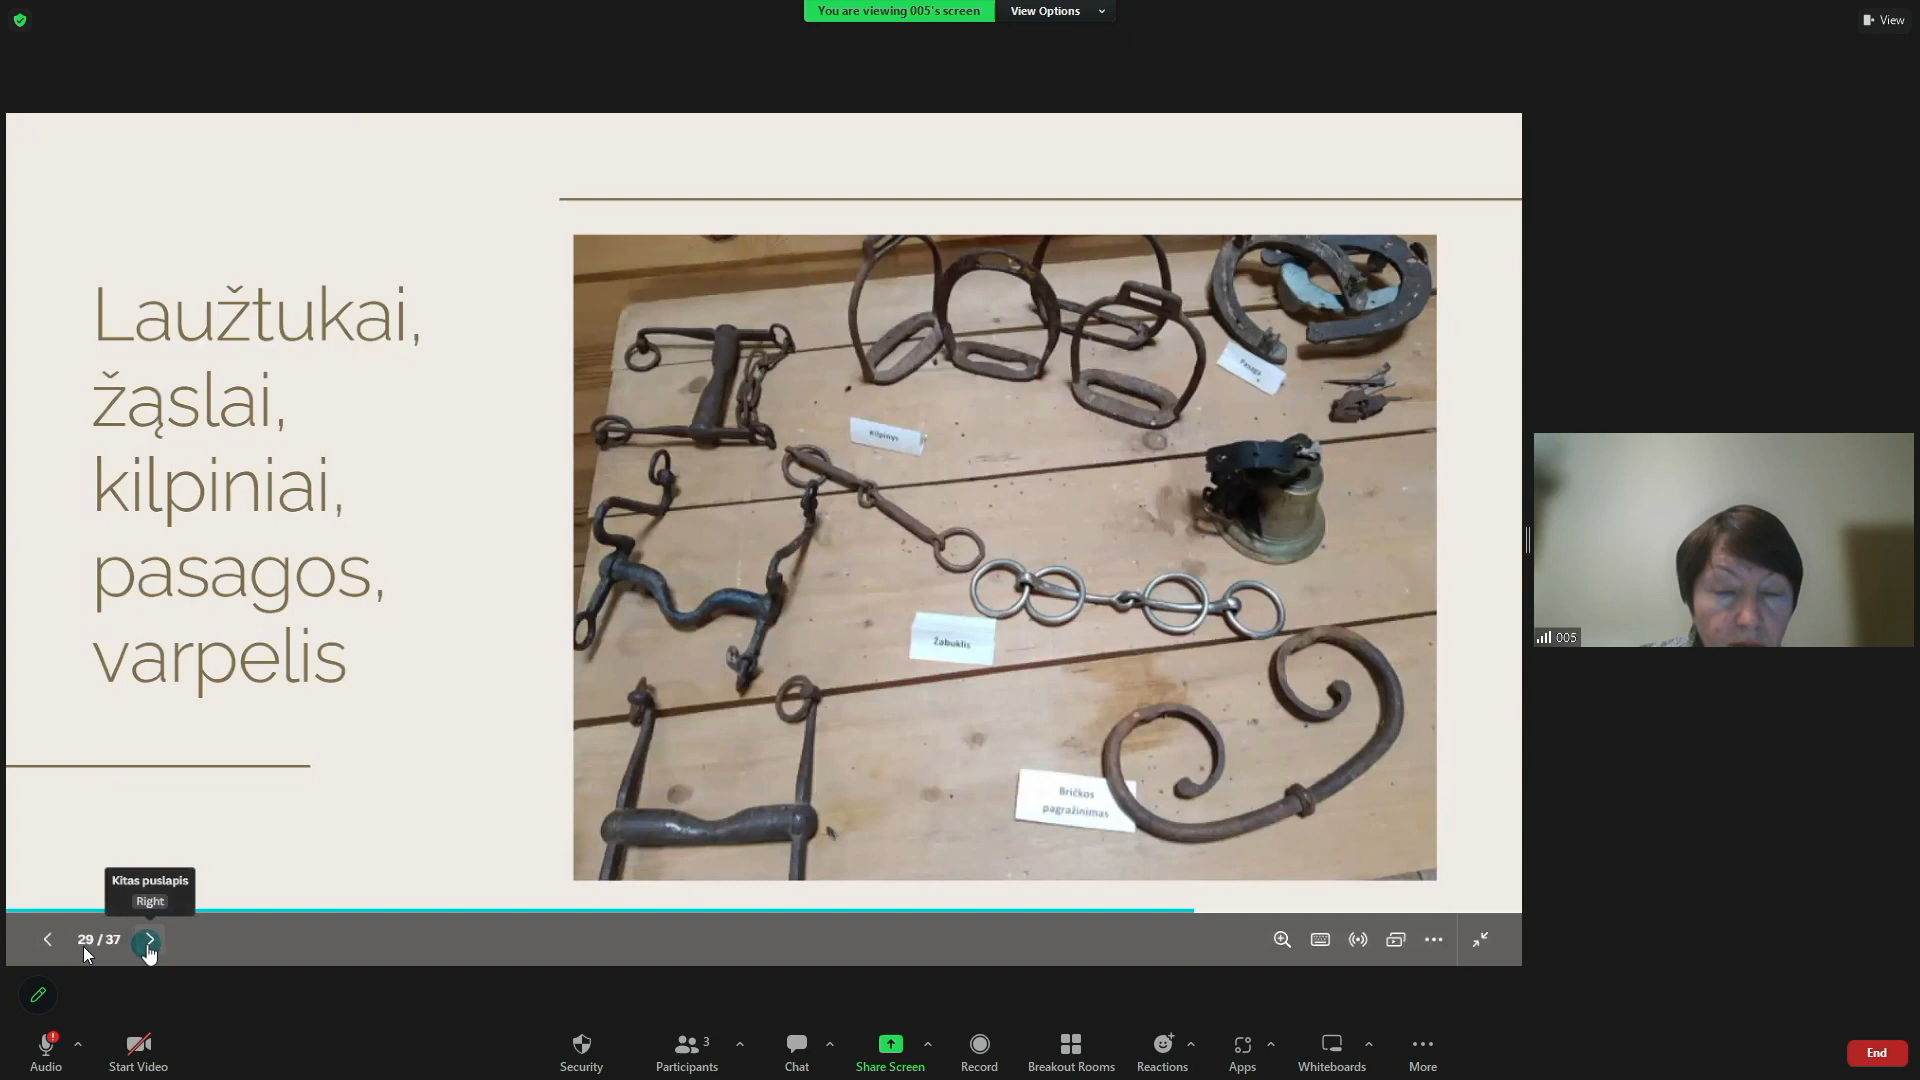 You are viewing 005's screen
View Options
View
Laužtukai,
žąslai,
kilpiniai,
pasagos,
varpelis
Kilpinys
Pasaga
Žabuklis
Bričkos
pagražinimas
Kitas puslapis
Right
29 / 37
005
Audio
Start Video
Security
3
Participants
Chat
Share Screen
Record
Breakout Rooms
Reactions
Apps
Whiteboards
More
End